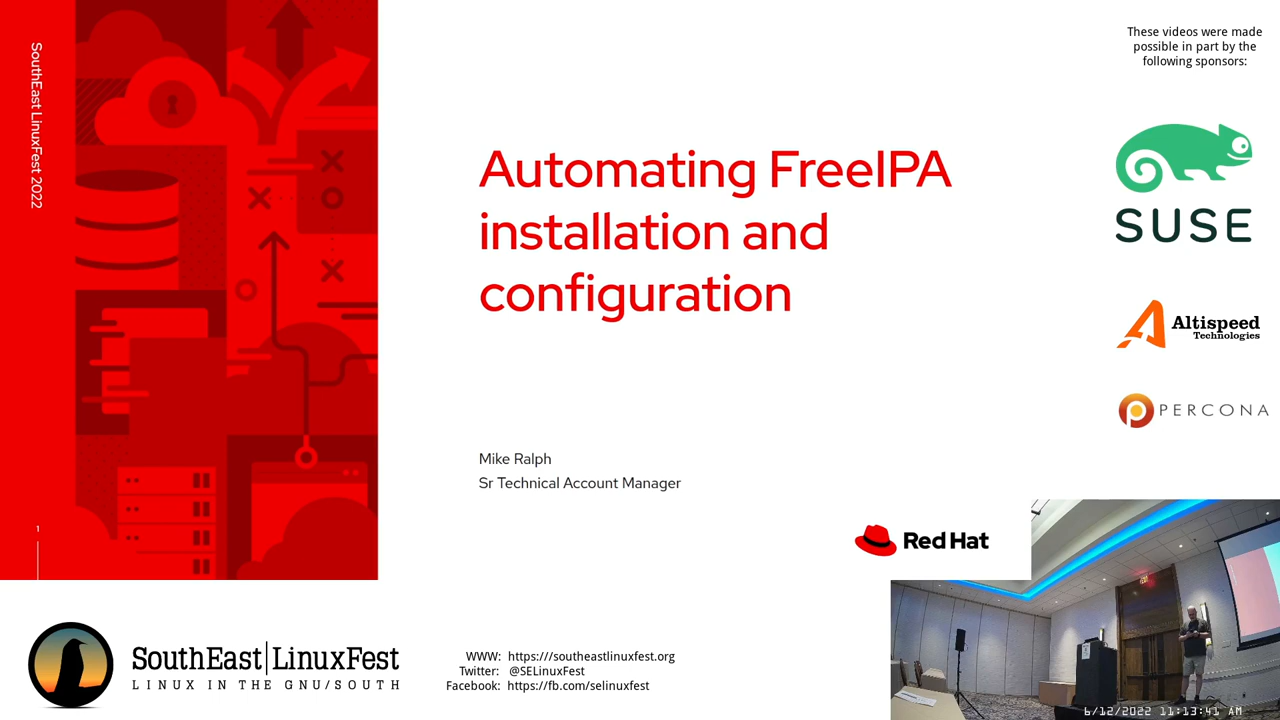 SouthEast LinuxFest 2022
1
Automating FreeIPA
installation and
configuration
Mike Ralph
Sr Technical Account Manager
Red Hat
These videos were made
possible in part by the
following sponsors:
SUSE
Altispeed
Technologies
PERCONA
SouthEast LinuxFest
LINUX IN THE GNU/SOUTH
WWW: https:///southeastlinuxfest.org
Twitter: @SELinuxFest
Facebook: https://fb.com/selinuxfest
6/12/2022 11:13:41 AM